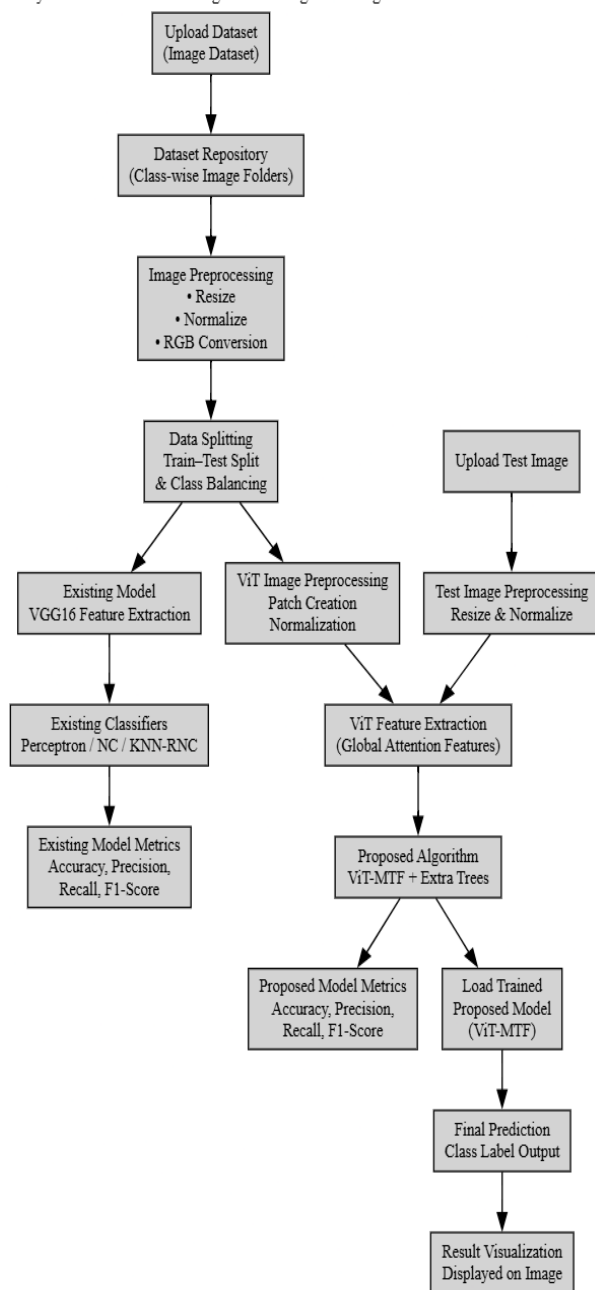 Upload Dataset
(Image Dataset)
Dataset Repository
(Class-wise Image Folders)
Image Preprocessing
• Resize
• Normalize
• RGB Conversion
Data Splitting
Train–Test Split
& Class Balancing
Upload Test Image
Existing Model
VGG16 Feature Extraction
ViT Image Preprocessing
Patch Creation
Normalization
Test Image Preprocessing
Resize & Normalize
Existing Classifiers
Perceptron / NC / KNN-RNC
ViT Feature Extraction
(Global Attention Features)
Existing Model Metrics
Accuracy, Precision,
Recall, F1-Score
Proposed Algorithm
ViT-MTF + Extra Trees
Proposed Model Metrics
Accuracy, Precision,
Recall, F1-Score
Load Trained
Proposed Model
(ViT-MTF)
Final Prediction
Class Label Output
Result Visualization
Displayed on Image